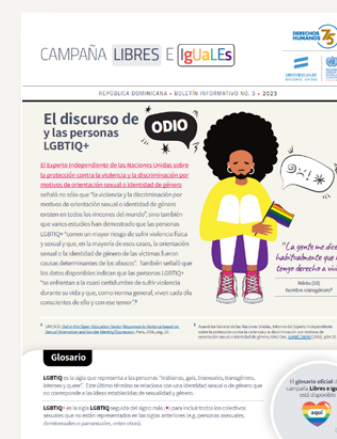 DERECHOS
HUMANOS 75
CAMPAÑA LIBRES E IgUaLEs
REPÚBLICA DOMINICANA • BOLETÍN INFORMATIVO NO. 3 • 2023
El discurso de ODIO
y las personas
LGBTIQ+
El Experto Independiente de las Naciones Unidas sobre
la protección contra la violencia y la discriminación por
motivos de orientación sexual o identidad de género
señaló no sólo que "la violencia y la discriminación por
motivos de orientación sexual o identidad de género
existen en todos los rincones del mundo", sino también
que varios estudios han demostrado que las personas
LGBTIQ+ "corren un mayor riesgo de sufrir violencia física
y sexual y que, en la mayoría de esos casos, la orientación
sexual o la identidad de género de las víctimas fueron
causas determinantes de los abusos". También señaló que
los datos disponibles indican que las personas LGBTIQ+
"se enfrentan a la cuasi certidumbre de sufrir violencia
durante su vida y que, como norma general, viven cada día
conscientes de ello y con ese temor".
"La gente me dice
habitualmente que n
tengo derecho a vivi
hombre transgénero
Glosario
LGBTIQ es la sigla que representa a las personas "lesbianas, gais, bisexuales, transgénero,
intersex y queer". Este último término se relaciona con una identidad sexual o de género que
no corresponde a las ideas establecidas de sexualidad y género.
LGBTIQ+ es la sigla LGBTIQ seguida del signo más (+) para incluir todos los colectivos
sexuales que no están representados en las siglas anteriores (e.g. personas asexuales,
demisexuales o pansexuales, entre otras).
El glosario oficial d
campaña Libres e Igua
está disponible
aquí